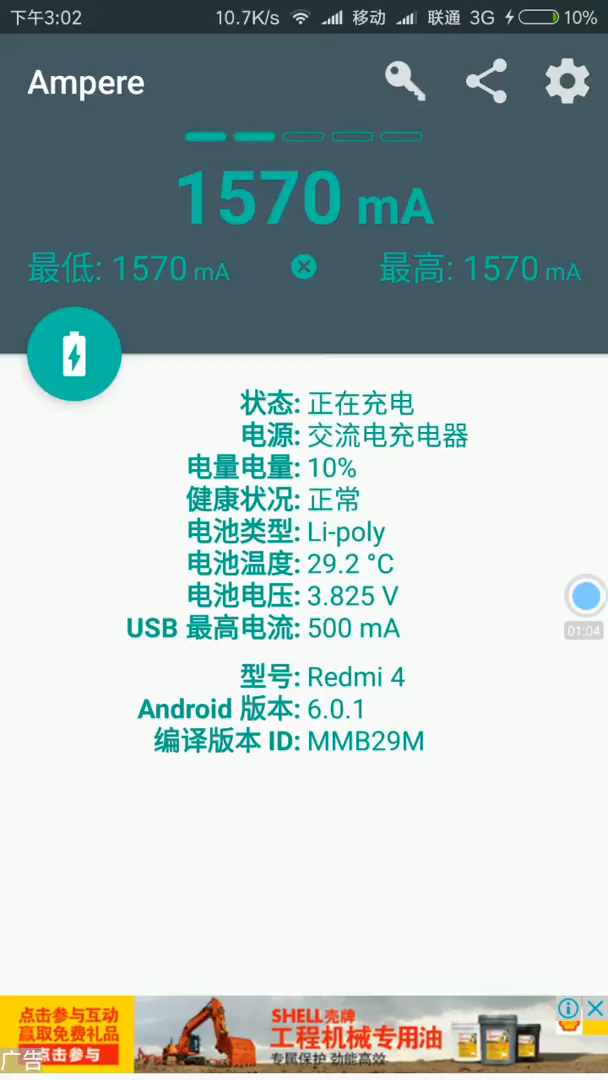 下午3:02 10.7K/s 移动 联通 3G 10%
Ampere
1570 mA
最低: 1570 mA 最高: 1570 mA
状态: 正在充电
电源: 交流电充电器
电量电量: 10%
健康状况: 正常
电池类型: Li-poly
电池温度: 29.2 °C
电池电压: 3.825 V
USB 最高电流: 500 mA
01:04
型号: Redmi 4
Android 版本: 6.0.1
编译版本 ID: MMB29M
点击参与互动
赢取免费礼品
点击参与
广告
SHELL壳牌
工程机械专用油
专属保护 劲能高效